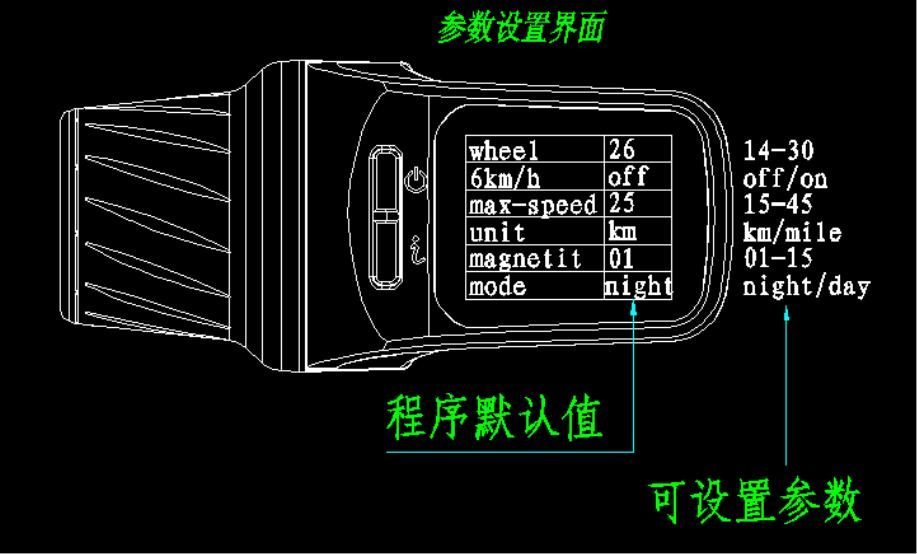 参数设置界面
wheel 26 14-30
6km/h off off/on
max-speed 25 15-45
unit km km/mile
magnetit 01 01-15
mode night night/day
程序默认值
可设置参数